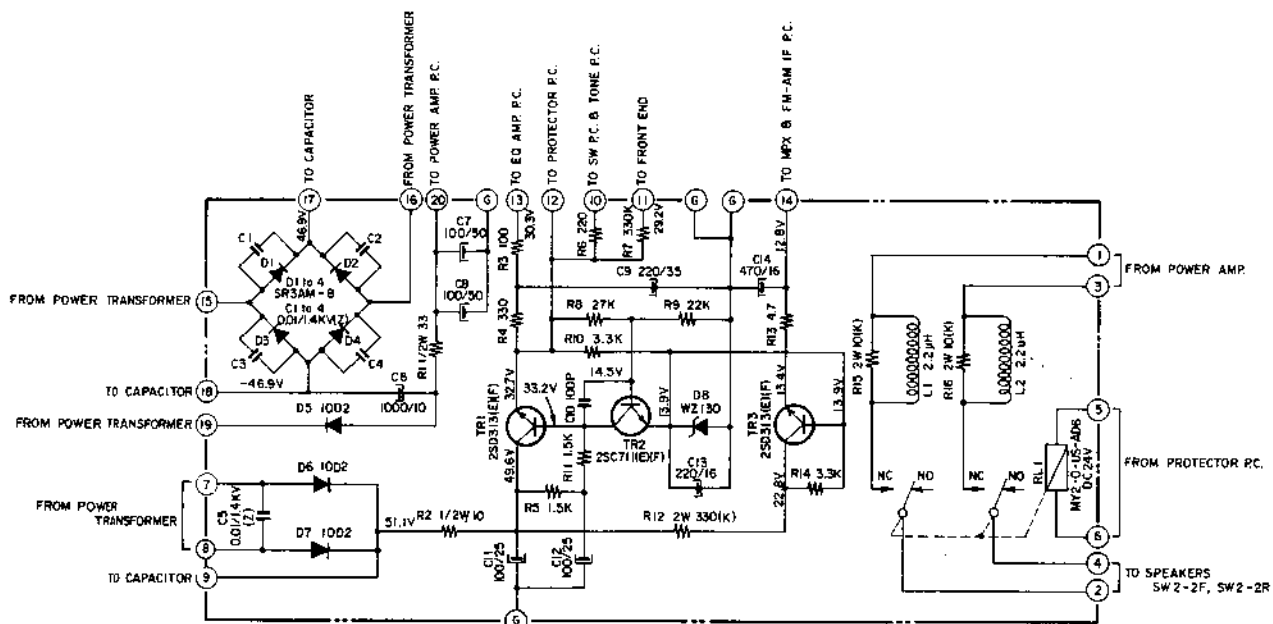 TO CAPACITOR
FROM POWER TRANSFORMER
TO POWER AMP. P.C.
TO EQ AMP. P.C.
TO PROTECTOR P.C.
TO SW P.C. & TONE P.C.
TO FRONT END
TO MPX & FM-AM IF P.C.
17
16
20
G
13
12
10
11
G
G
14
46.9V
C1
C2
D1
D2
D1 to 4
SR3AM-8
C1 to 4
0.01/1.4KV(Z)
D3
D4
C3
C4
FROM POWER TRANSFORMER
15
-46.9V
TO CAPACITOR
18
C6
1000/10
D5 10D2
FROM POWER TRANSFORMER
19
C7
100/50
C8
100/50
R1 1/2W 33
R3 100
30.3V
R4 330
R6 220
R7 330K
29.2V
C9 220/35
C14
470/16
12.8V
R8 27K
R9 22K
R10 3.3K
R13 4.7
32.7V
33.2V
C10 100P
14.5V
13.9V
D8
WZ130
13.4V
13.9V
TR1
2SD313(E)(F)
TR2
2SC711(E)(F)
TR3
2SD313(E)(F)
49.6V
R11 1.5K
R5 1.5K
C13
220/16
22.8V
R14 3.3K
D6 10D2
7
FROM POWER
TRANSFORMER
C5
0.01/1.4KV
(Z)
8
D7 10D2
51.1V
R2 1/2W 10
R12 2W 330(K)
TO CAPACITOR
9
C11
100/25
C12
100/25
G
1
FROM POWER AMP.
3
R15 2W 10(K)
L1 2.2μH
R16 2W 10(K)
L2 2.2μH
NC
NO
NC
NO
RL1
MY2-0-US-AD6
DC 24V
5
FROM PROTECTOR P.C.
6
4
TO SPEAKERS
SW2-2F, SW2-2R
2